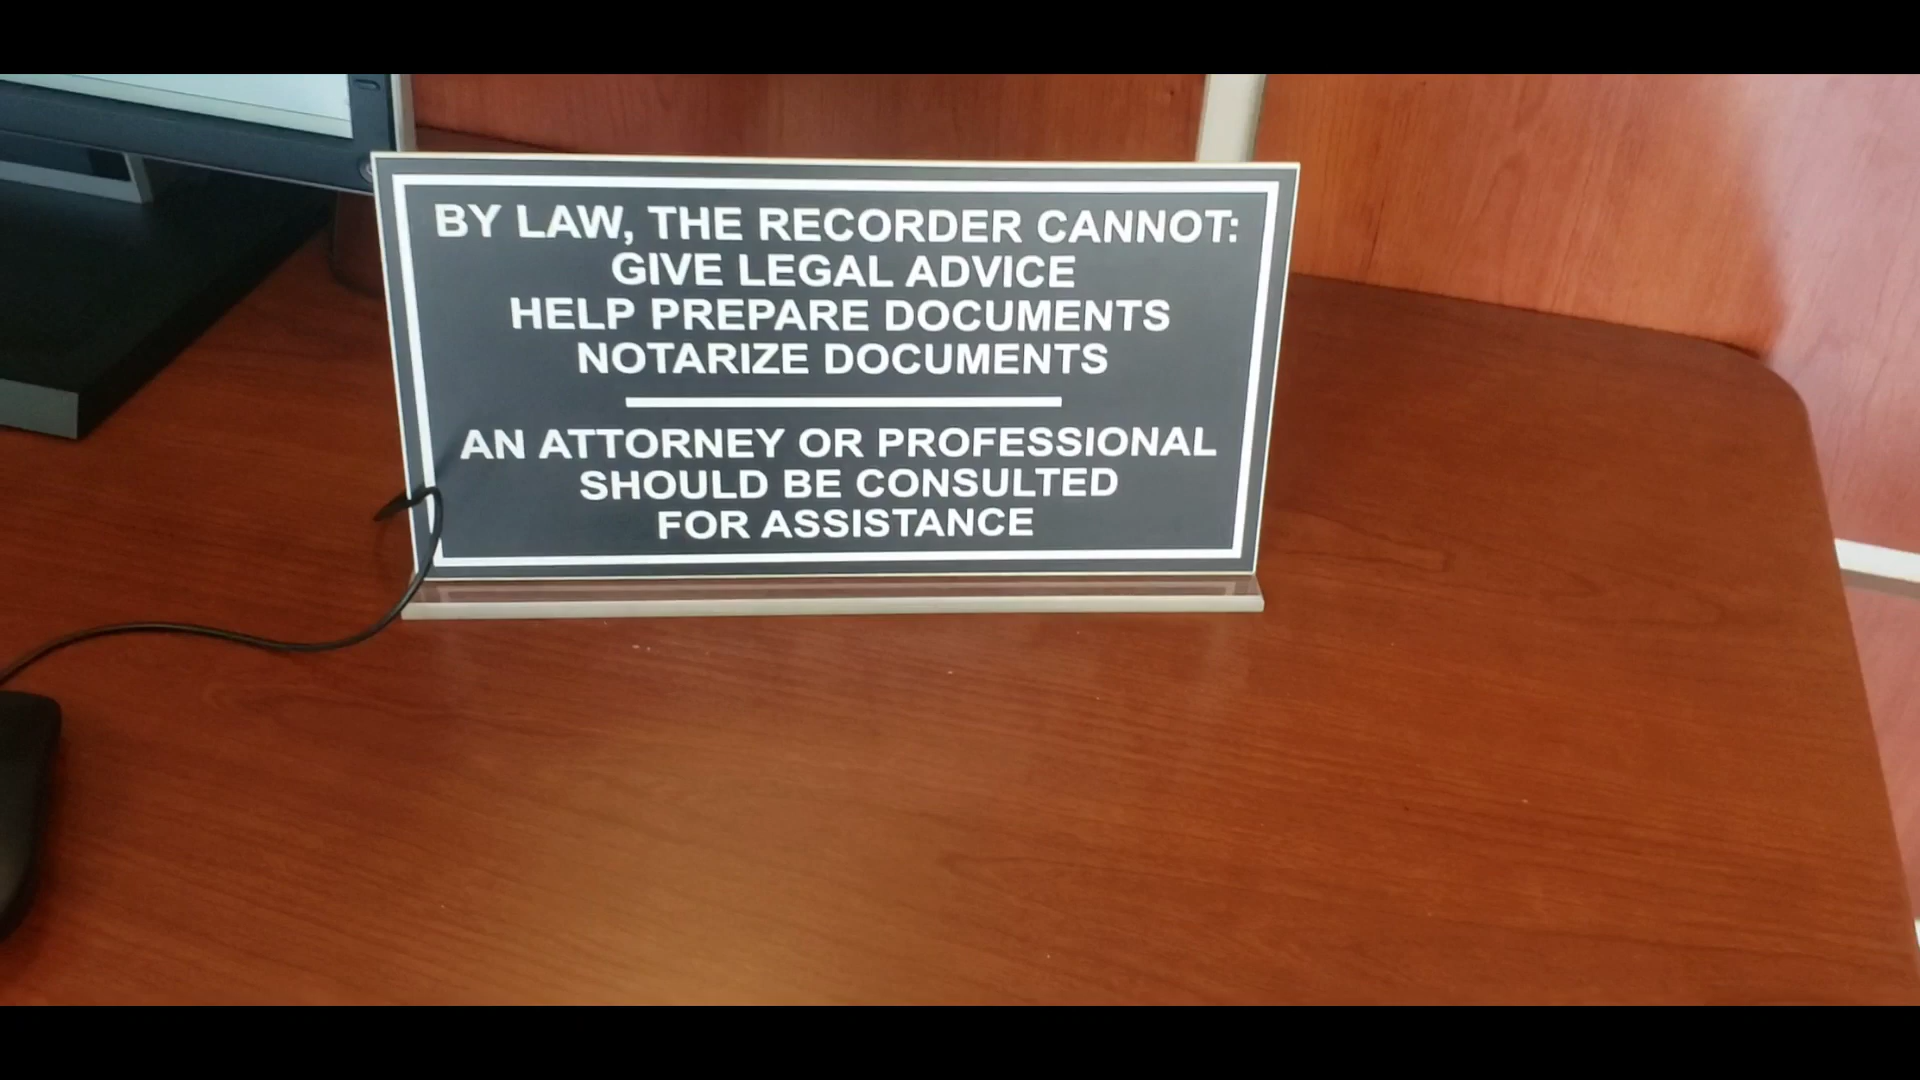 BY LAW, THE RECORDER CANNOT:
GIVE LEGAL ADVICE
HELP PREPARE DOCUMENTS
NOTARIZE DOCUMENTS
AN ATTORNEY OR PROFESSIONAL
SHOULD BE CONSULTED
FOR ASSISTANCE